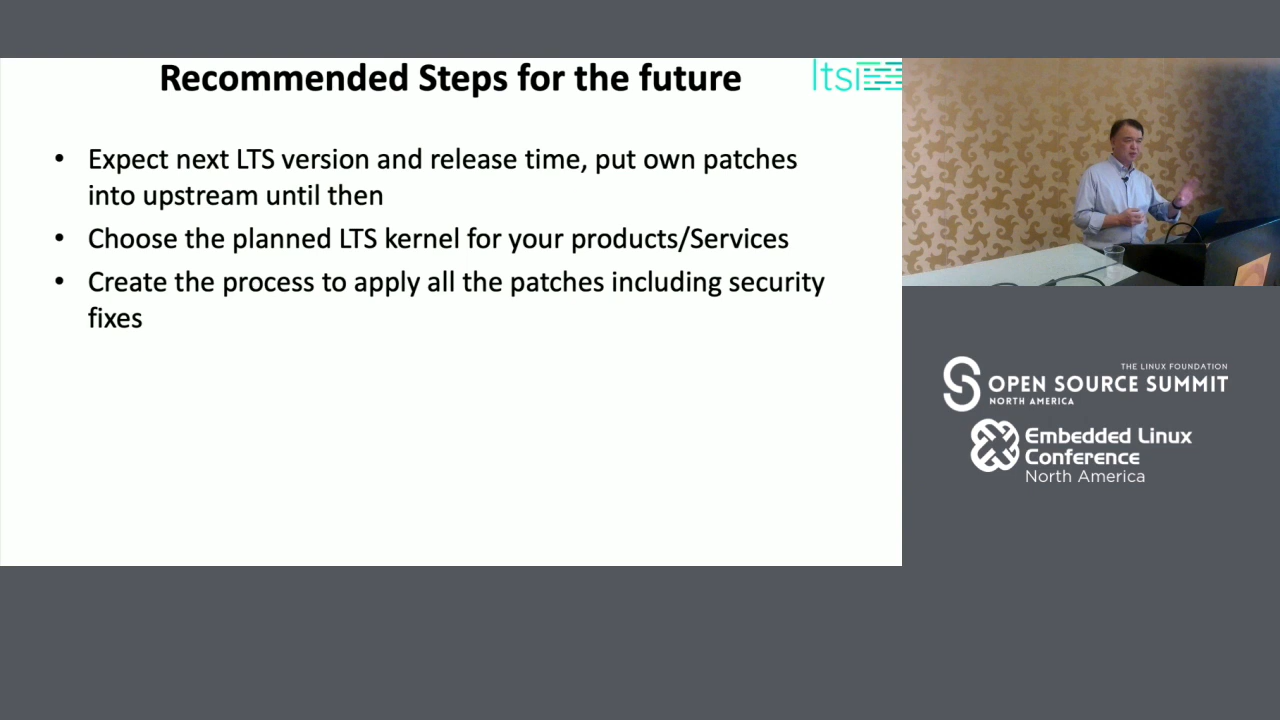 Recommended Steps for the future
ltsi
• Expect next LTS version and release time, put own patches
into upstream until then
• Choose the planned LTS kernel for your products/Services
• Create the process to apply all the patches including security
fixes
THE LINUX FOUNDATION
OPEN SOURCE SUMMIT
NORTH AMERICA
Embedded Linux
Conference
North America